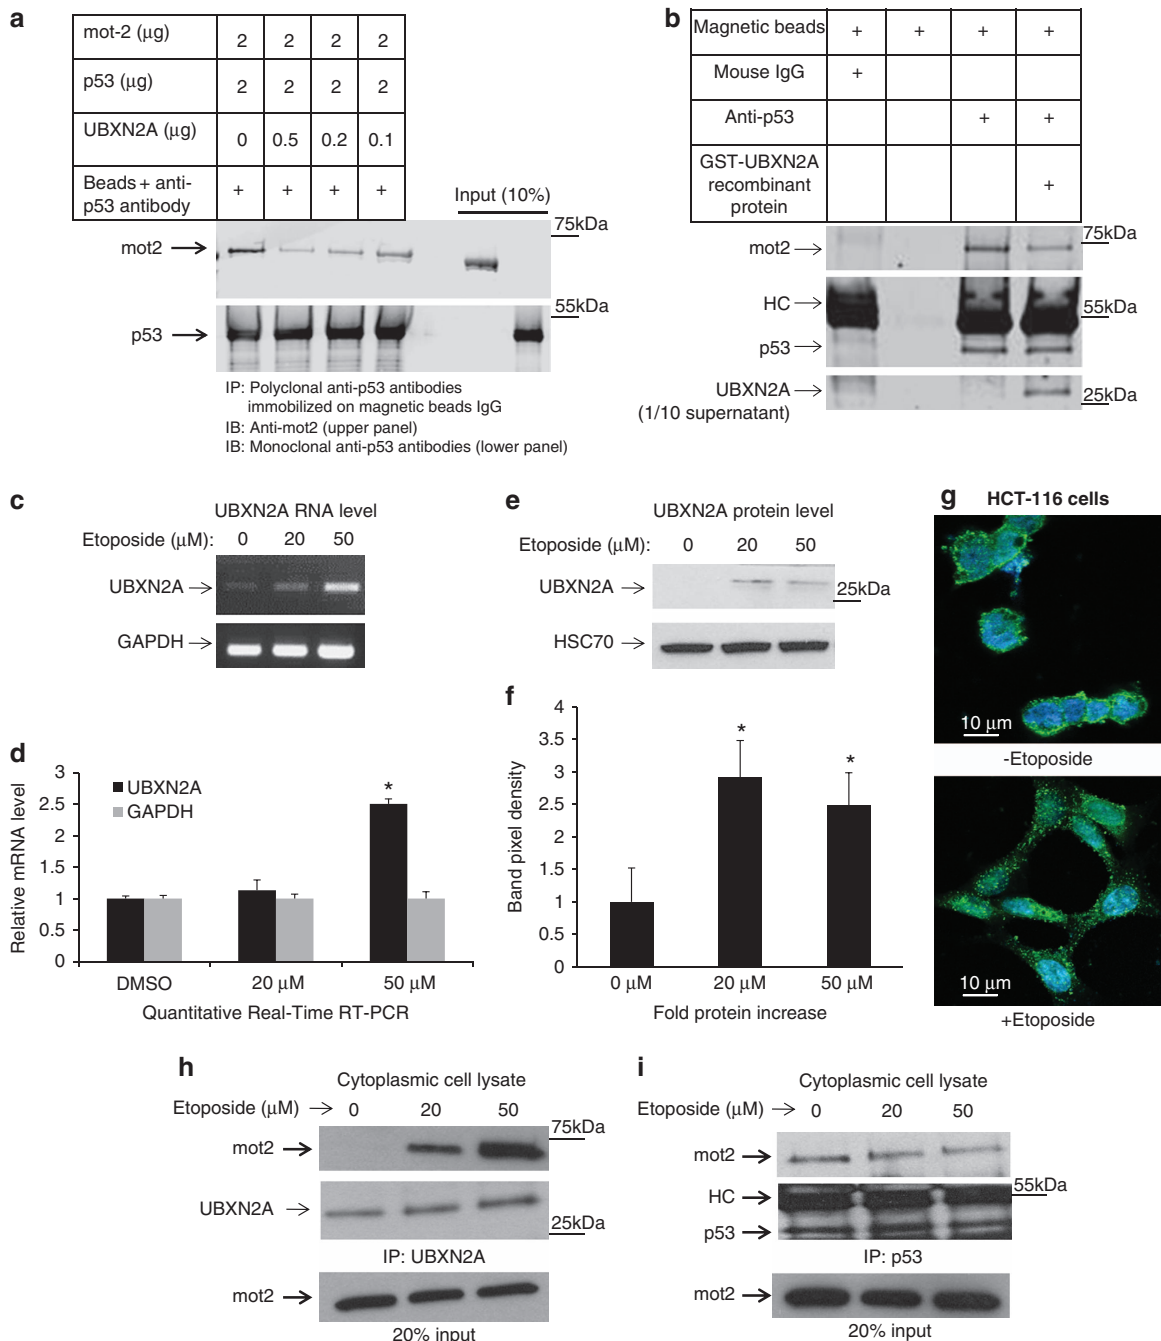 a
mot-2 (µg) 2 2 2 2
p53 (µg) 2 2 2 2
UBXN2A (µg) 0 0.5 0.2 0.1
Beads + anti-
p53 antibody + + + +
Input (10%)
75kDa
mot2
55kDa
p53
IP: Polyclonal anti-p53 antibodies
immobilized on magnetic beads IgG
IB: Anti-mot2 (upper panel)
IB: Monoclonal anti-p53 antibodies (lower panel)
b
Magnetic beads + + + +
Mouse IgG +
Anti-p53 + +
GST-UBXN2A
recombinant
protein +
75kDa
mot2
HC
55kDa
p53
UBXN2A
(1/10 supernatant)
25kDa
c
UBXN2A RNA level
Etoposide (µM): 0 20 50
UBXN2A
GAPDH
d
Relative mRNA level
3
2.5
2
1.5
1
0.5
0
UBXN2A
GAPDH
*
DMSO 20 µM 50 µM
Quantitative Real-Time RT-PCR
e
UBXN2A protein level
Etoposide (µM): 0 20 50
UBXN2A
25kDa
HSC70
f
Band pixel density
4
3.5
3
2.5
2
1.5
1
0.5
0
* *
0 µM 20 µM 50 µM
Fold protein increase
g
HCT-116 cells
10 µm
-Etoposide
10 µm
+Etoposide
h
Cytoplasmic cell lysate
Etoposide (µM) 0 20 50
75kDa
mot2
UBXN2A
25kDa
IP: UBXN2A
mot2
20% input
i
Cytoplasmic cell lysate
Etoposide (µM) 0 20 50
mot2
HC
55kDa
p53
IP: p53
mot2
20% input